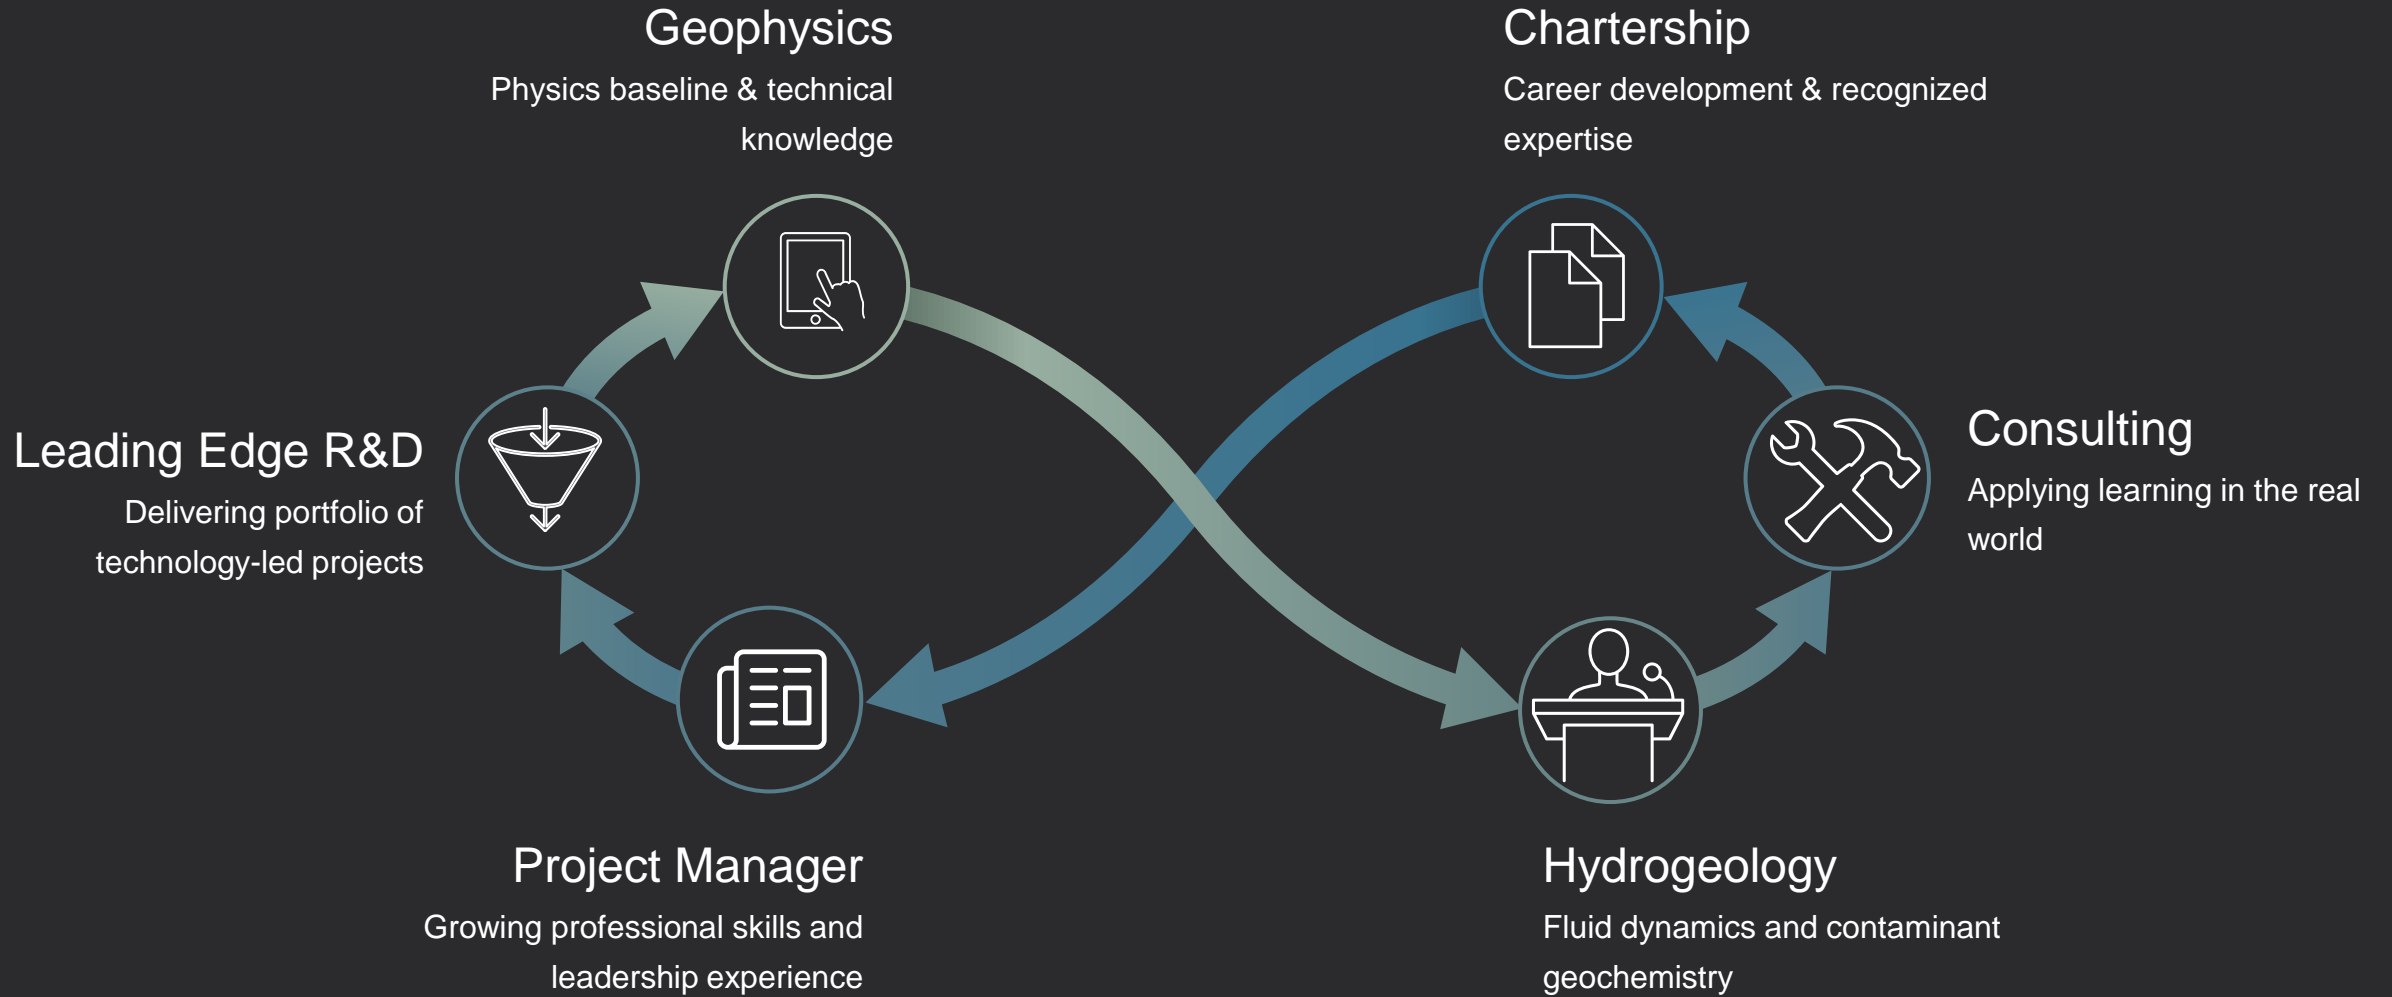 Geophysics
Physics baseline & technical
knowledge
Chartership
Career development & recognized
expertise
Leading Edge R&D
Delivering portfolio of
technology-led projects
Consulting
Applying learning in the real
world
Project Manager
Growing professional skills and
leadership experience
Hydrogeology
Fluid dynamics and contaminant
geochemistry